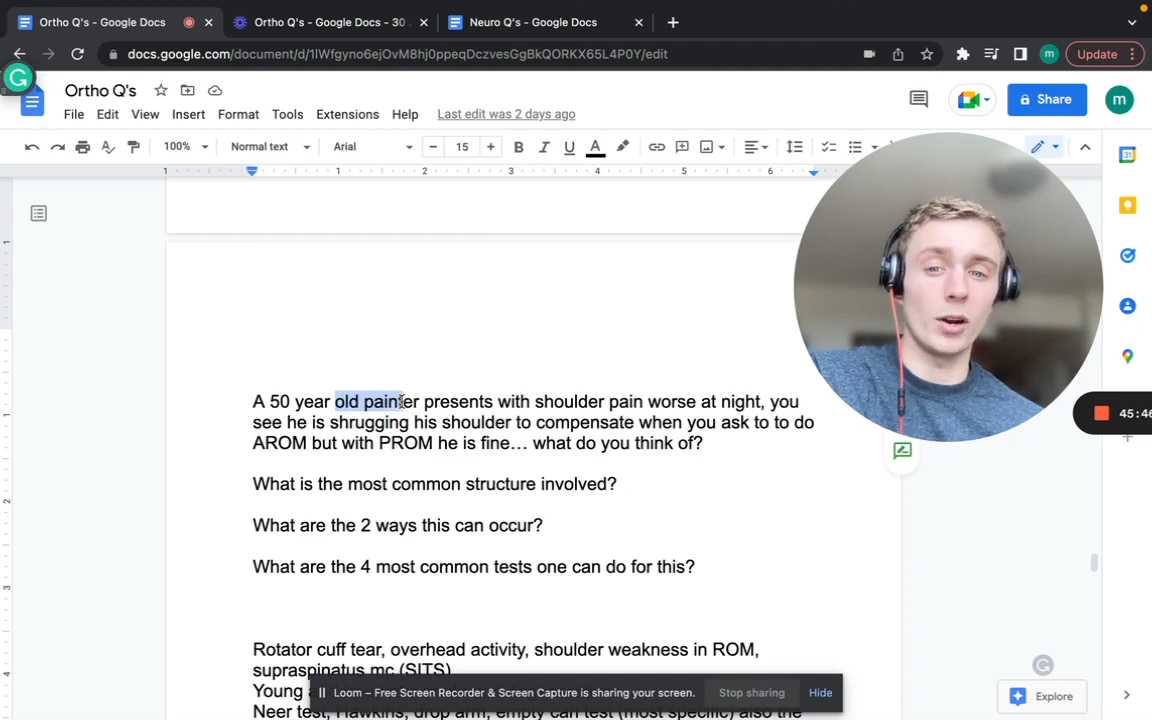 Ortho Q's - Google Docs
Ortho Q's - Google Docs - 30
Neuro Q's – Google Docs
docs.google.com/document/d/1lWfgyno6ejOvM8hj0ppeqDczvesGgBkQORKX65L4P0Y/edit
m
Update
Ortho Q's
File Edit View Insert Format Tools Extensions Help Last edit was 2 days ago
Share
m
100% Normal text Arial 15 B I U A
1 1 2 3 4 5 6
A 50 year old painter presents with shoulder pain worse at night, you
see he is shrugging his shoulder to compensate when you ask to to do
AROM but with PROM he is fine… what do you think of?
What is the most common structure involved?
What are the 2 ways this can occur?
What are the 4 most common tests one can do for this?
Rotator cuff tear, overhead activity, shoulder weakness in ROM,
supraspinatus mc (SITS)
Young
Neer test, Hawkins, drop arm, empty can test (most specific) also the
45:46
Loom – Free Screen Recorder & Screen Capture is sharing your screen.
Stop sharing
Hide
Explore